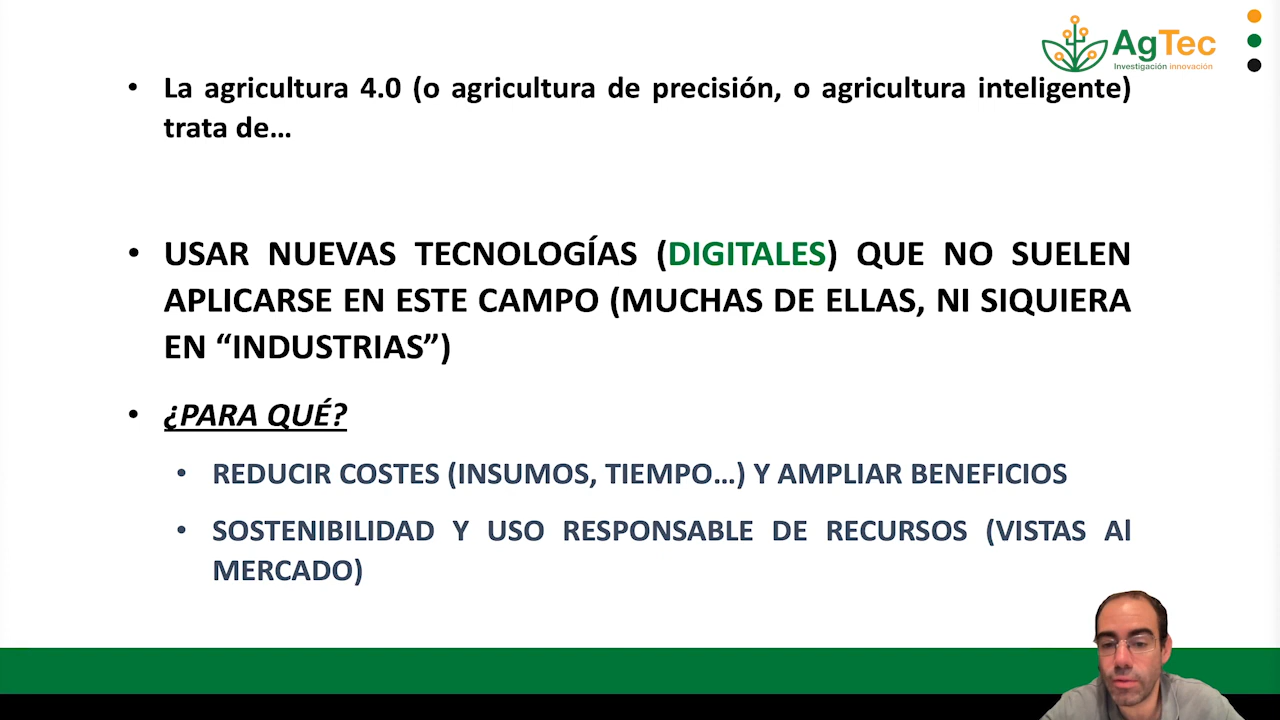 AgTec
Investigación innovación
• La agricultura 4.0 (o agricultura de precisión, o agricultura inteligente)
trata de…
• USAR NUEVAS TECNOLOGÍAS (DIGITALES) QUE NO SUELEN
APLICARSE EN ESTE CAMPO (MUCHAS DE ELLAS, NI SIQUIERA
EN “INDUSTRIAS”)
• ¿PARA QUÉ?
• REDUCIR COSTES (INSUMOS, TIEMPO…) Y AMPLIAR BENEFICIOS
• SOSTENIBILIDAD Y USO RESPONSABLE DE RECURSOS (VISTAS Al
MERCADO)